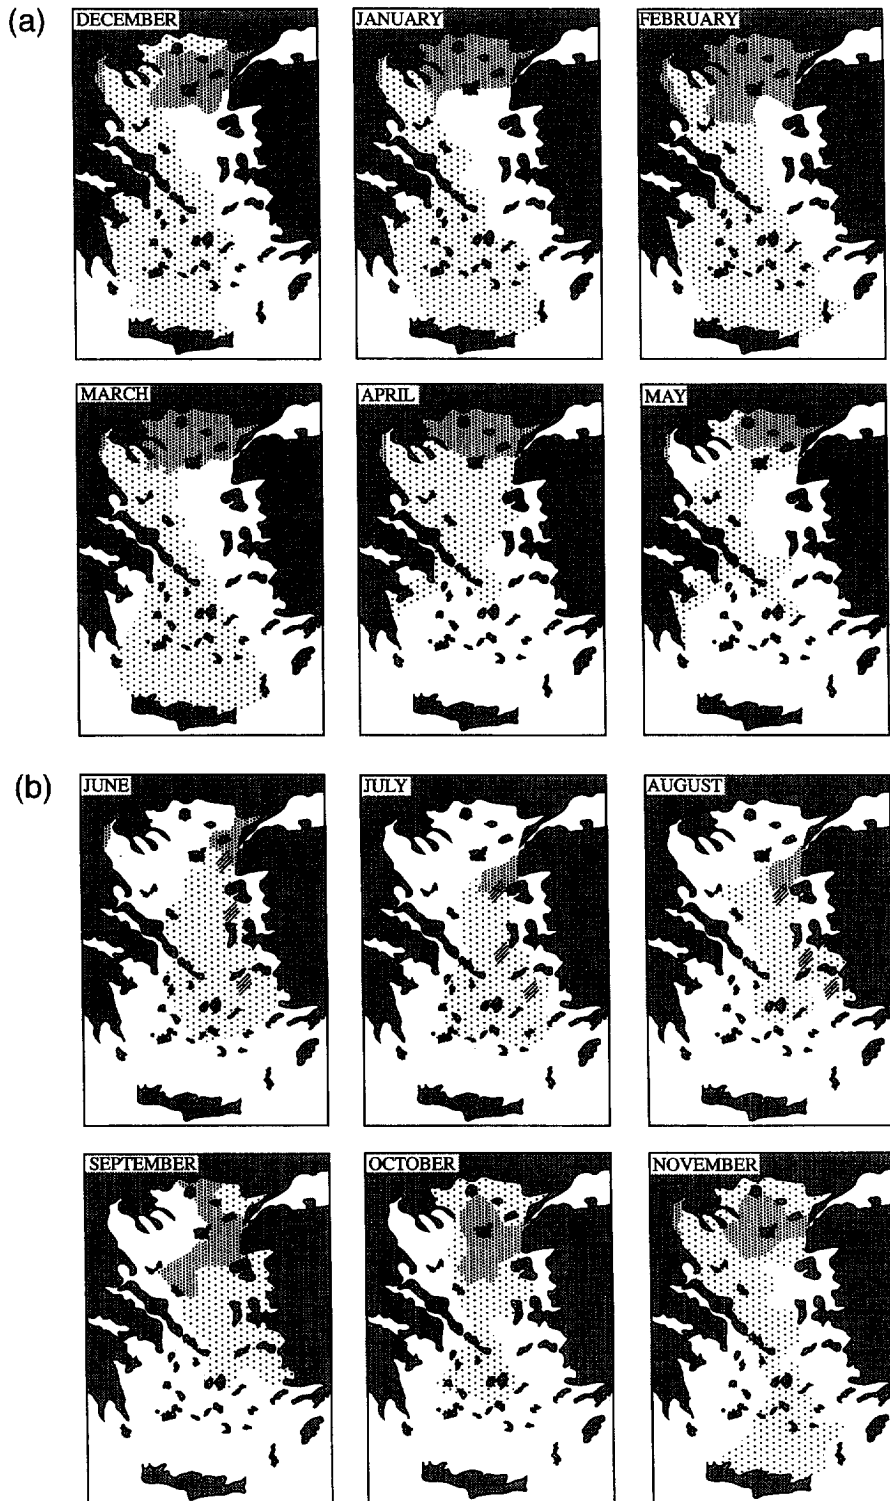 (a)
DECEMBER
JANUARY
FEBRUARY
MARCH
APRIL
MAY
(b)
JUNE
JULY
AUGUST
SEPTEMBER
OCTOBER
NOVEMBER